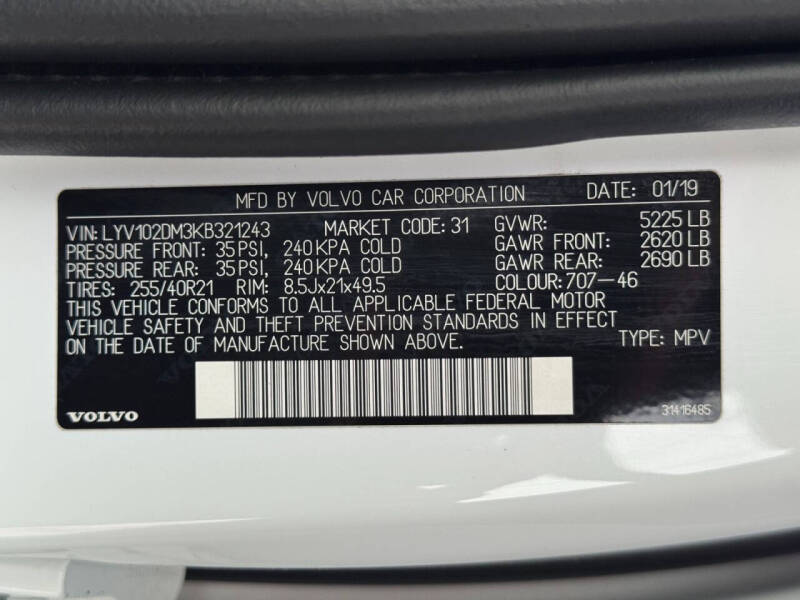 MFD BY VOLVO CAR CORPORATION DATE: 01/19
VIN: LYV102DM3KB321243 MARKET CODE: 31 GVWR: 5225 LB
PRESSURE FRONT: 35 PSI, 240 KPA COLD GAWR FRONT: 2620 LB
PRESSURE REAR: 35 PSI, 240 KPA COLD GAWR REAR: 2690 LB
TIRES: 255/40R21 RIM: 8.5Jx21x49.5 COLOUR: 707-46
THIS VEHICLE CONFORMS TO ALL APPLICABLE FEDERAL MOTOR
VEHICLE SAFETY AND THEFT PREVENTION STANDARDS IN EFFECT
ON THE DATE OF MANUFACTURE SHOWN ABOVE. TYPE: MPV
VOLVO 31416485